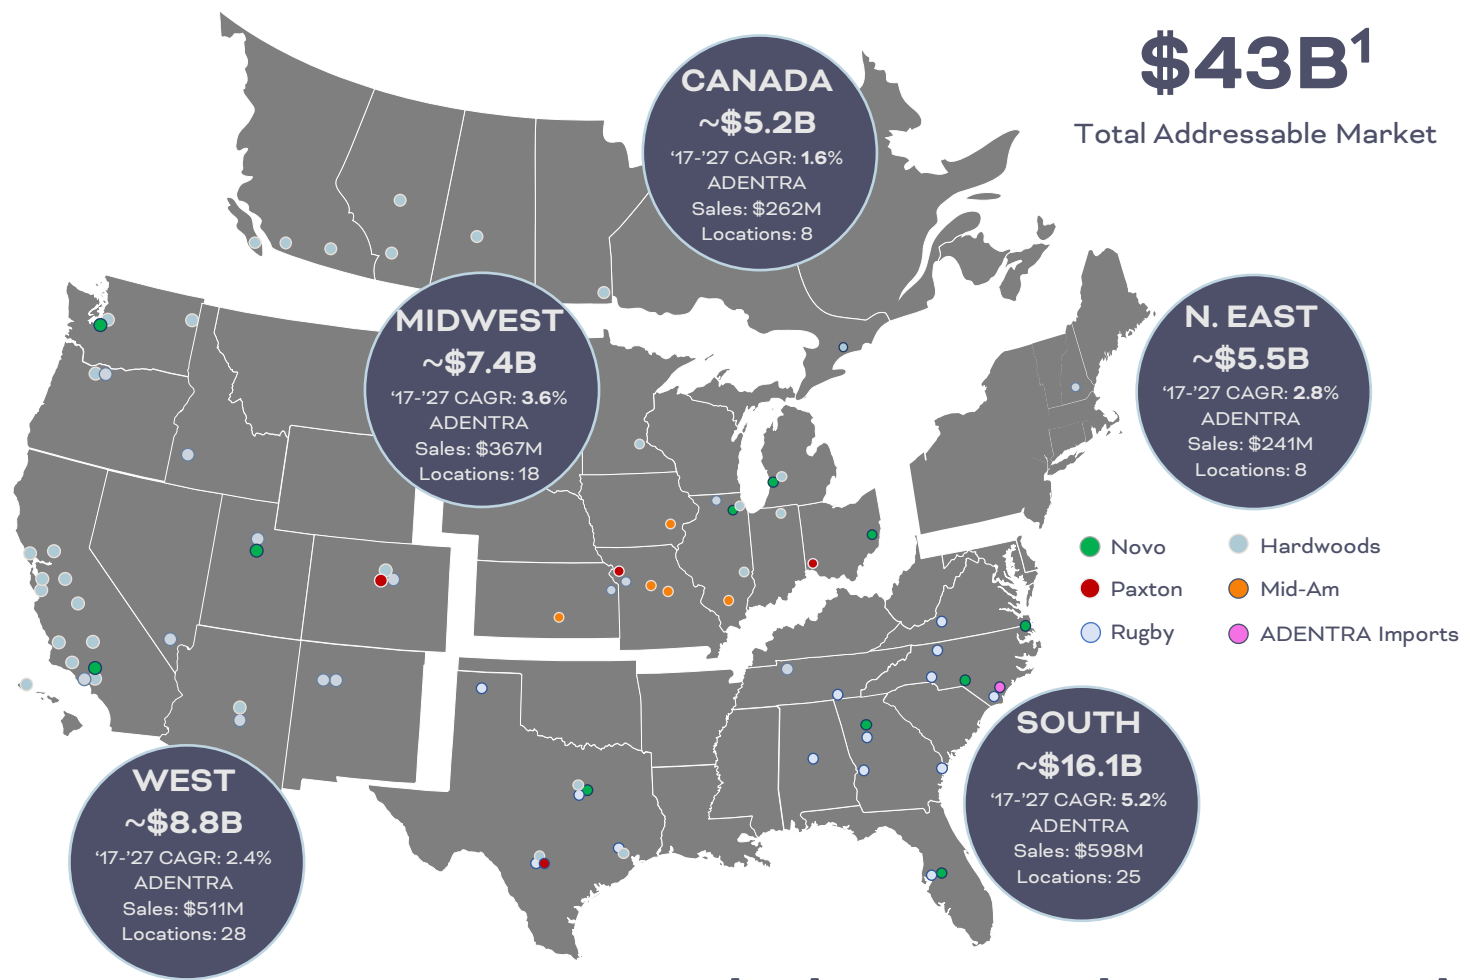 $43B¹
Total Addressable Market
CANADA
~$5.2B
‘17-’27 CAGR: 1.6%
ADENTRA
Sales: $262M
Locations: 8
MIDWEST
~$7.4B
‘17-’27 CAGR: 3.6%
ADENTRA
Sales: $367M
Locations: 18
N. EAST
~$5.5B
‘17-’27 CAGR: 2.8%
ADENTRA
Sales: $241M
Locations: 8
Novo
Hardwoods
Paxton
Mid-Am
Rugby
ADENTRA Imports
WEST
~$8.8B
‘17-’27 CAGR: 2.4%
ADENTRA
Sales: $511M
Locations: 28
SOUTH
~$16.1B
‘17-’27 CAGR: 5.2%
ADENTRA
Sales: $598M
Locations: 25